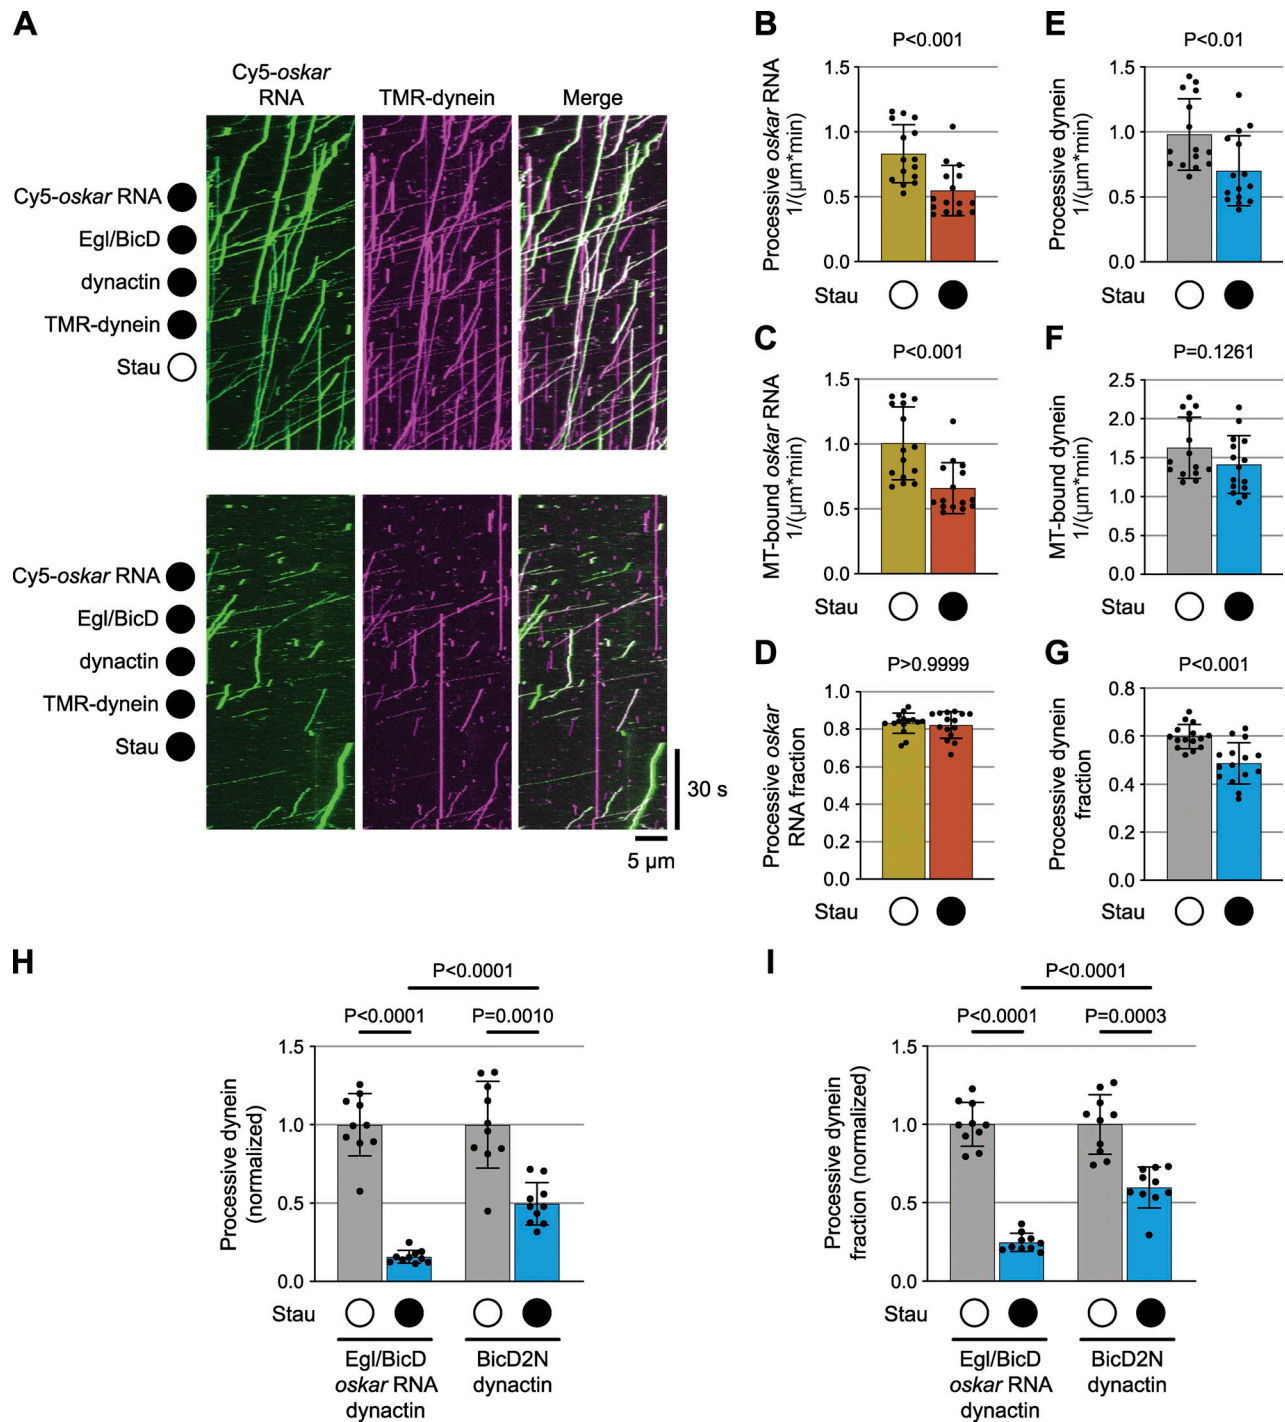 A
Cy5-oskar
RNA
TMR-dynein
Merge
Cy5-oskar RNA
Egl/BicD
dynactin
TMR-dynein
Stau
Cy5-oskar RNA
Egl/BicD
dynactin
TMR-dynein
Stau
30 s
5 µm
B
P<0.001
Processive oskar RNA
1/(µm*min)
1.5
1.0
0.5
0.0
Stau
C
P<0.001
MT-bound oskar RNA
1/(µm*min)
1.5
1.0
0.5
0
Stau
D
P>0.9999
Processive oskar
RNA fraction
1.0
0.8
0.6
0.4
0.2
0.0
Stau
E
P<0.01
Processive dynein
1/(µm*min)
1.5
1.0
0.5
0.0
Stau
F
P=0.1261
MT-bound dynein
1/(µm*min)
2.5
2.0
1.5
1.0
0.5
0.0
Stau
G
P<0.001
Processive dynein
fraction
0.8
0.6
0.4
0.2
0.0
Stau
H
P<0.0001
P<0.0001
P=0.0010
Processive dynein
(normalized)
1.5
1.0
0.5
0.0
Stau
Egl/BicD
oskar RNA
dynactin
BicD2N
dynactin
I
P<0.0001
P<0.0001
P=0.0003
Processive dynein
fraction (normalized)
1.5
1.0
0.5
0.0
Stau
Egl/BicD
oskar RNA
dynactin
BicD2N
dynactin